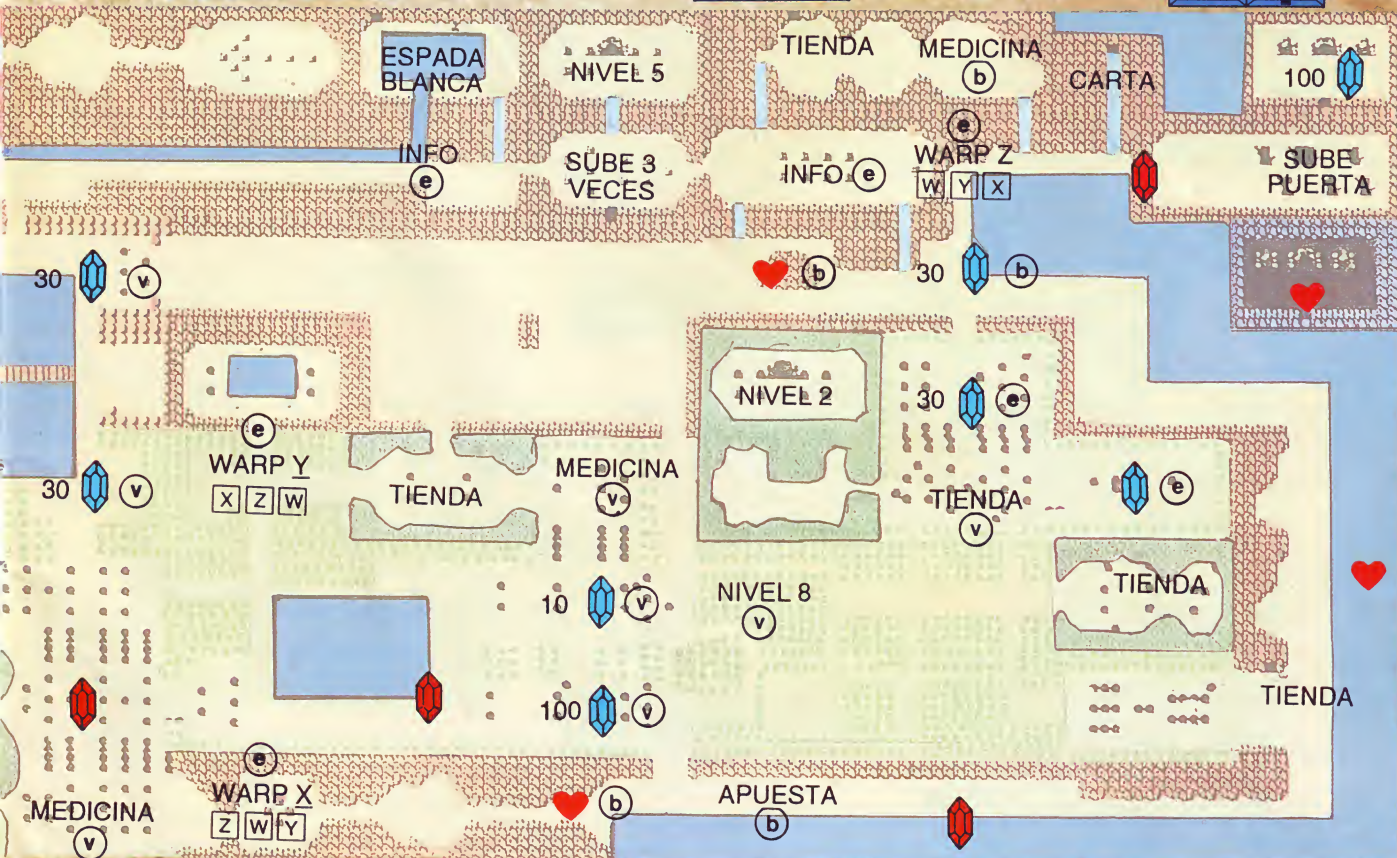 ESPADA
BLANCA
NIVEL 5
TIENDA
MEDICINA
b
CARTA
100
INFO
e
SUBE 3
VECES
INFO e
e
WARP Z
W Y X
SUBE
PUERTA
30 v
b
30 b
NIVEL 2
30 e
e
WARP Y
X Z W
30 v
TIENDA
MEDICINA
v
TIENDA
v
e
10 v
NIVEL 8
v
TIENDA
100 v
TIENDA
e
WARP X
Z W Y
MEDICINA
v
b
APUESTA
b